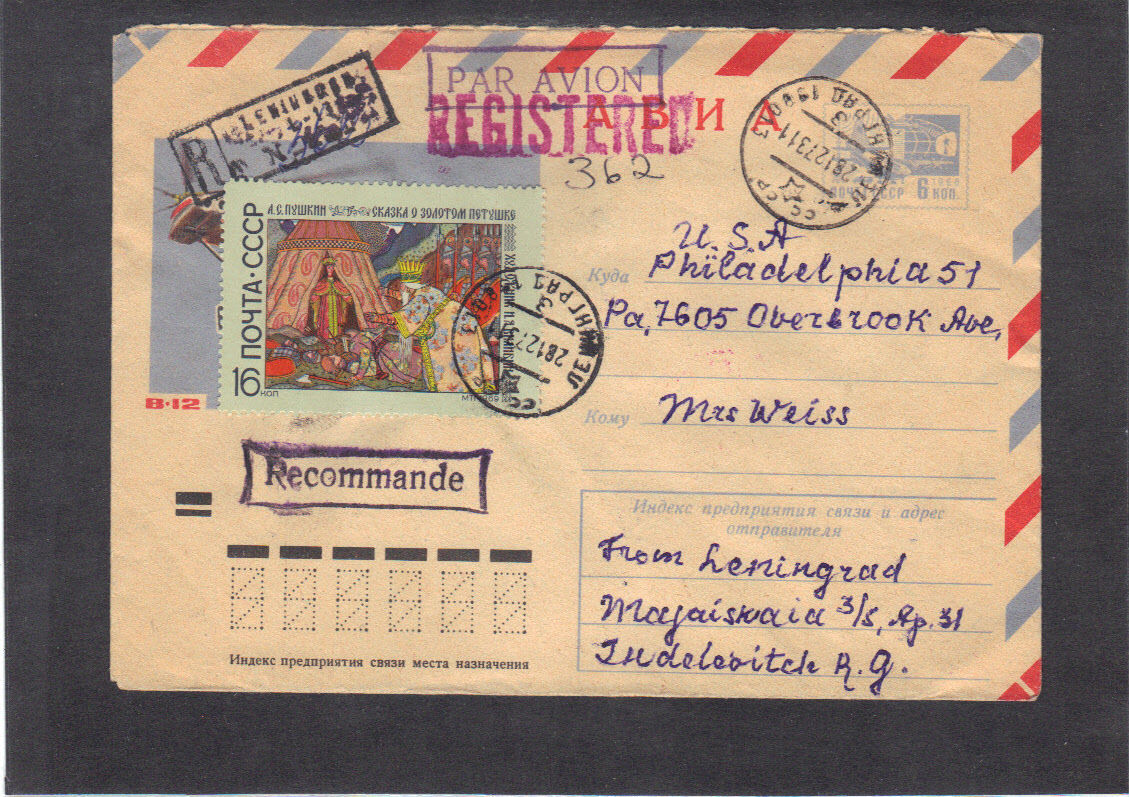 PAR AVION
REGISTERED
АВИА
R
LENINGRAD
362
ПОЧТА СССР
6 КОП.
1966
28127311
А.С.ПУШКИН СКАЗКА О ЗОЛОТОМ ПЕТУШКЕ
ПОЧТА·СССР
16 КОП
В-12
Куда U.S.A
Philadelphia 51
Pa, 7605 Overbrook Ave,
Кому Mrs Weiss
Recommande
Индекс предприятия связи и адрес
отправителя
From Leningrad
Majaiskaia 3/5, Ap. 31
Indelevitch R.G.
Индекс предприятия связи места назначения